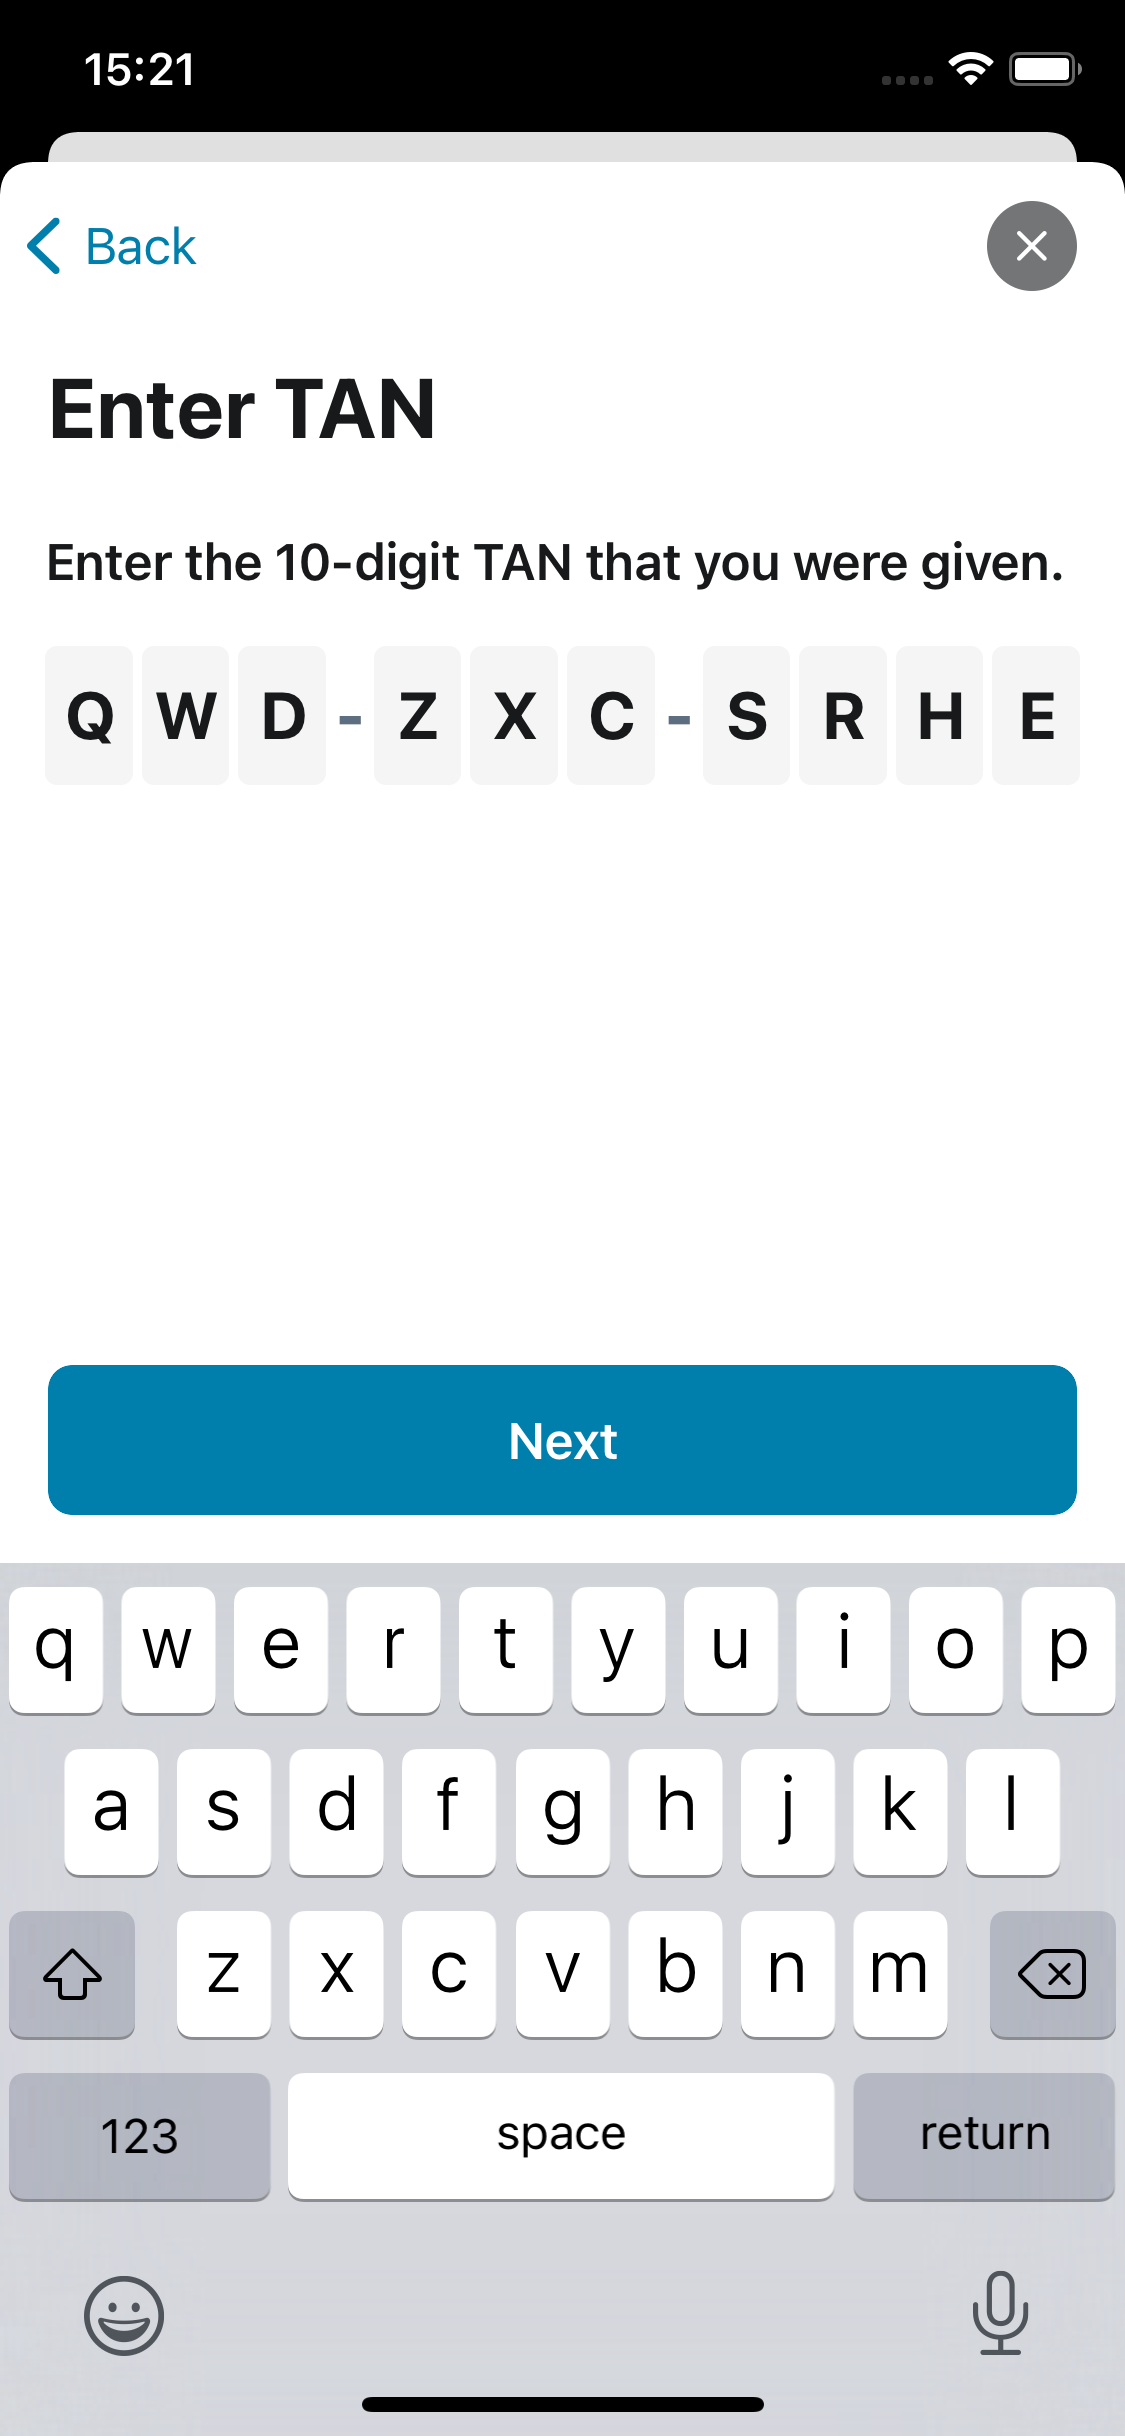 15:21
Back
Enter TAN
Enter the 10-digit TAN that you were given.
Q W D - Z X C - S R H E
Next
q w e r t y u i o p
a s d f g h j k l
z x c v b n m
123 space return